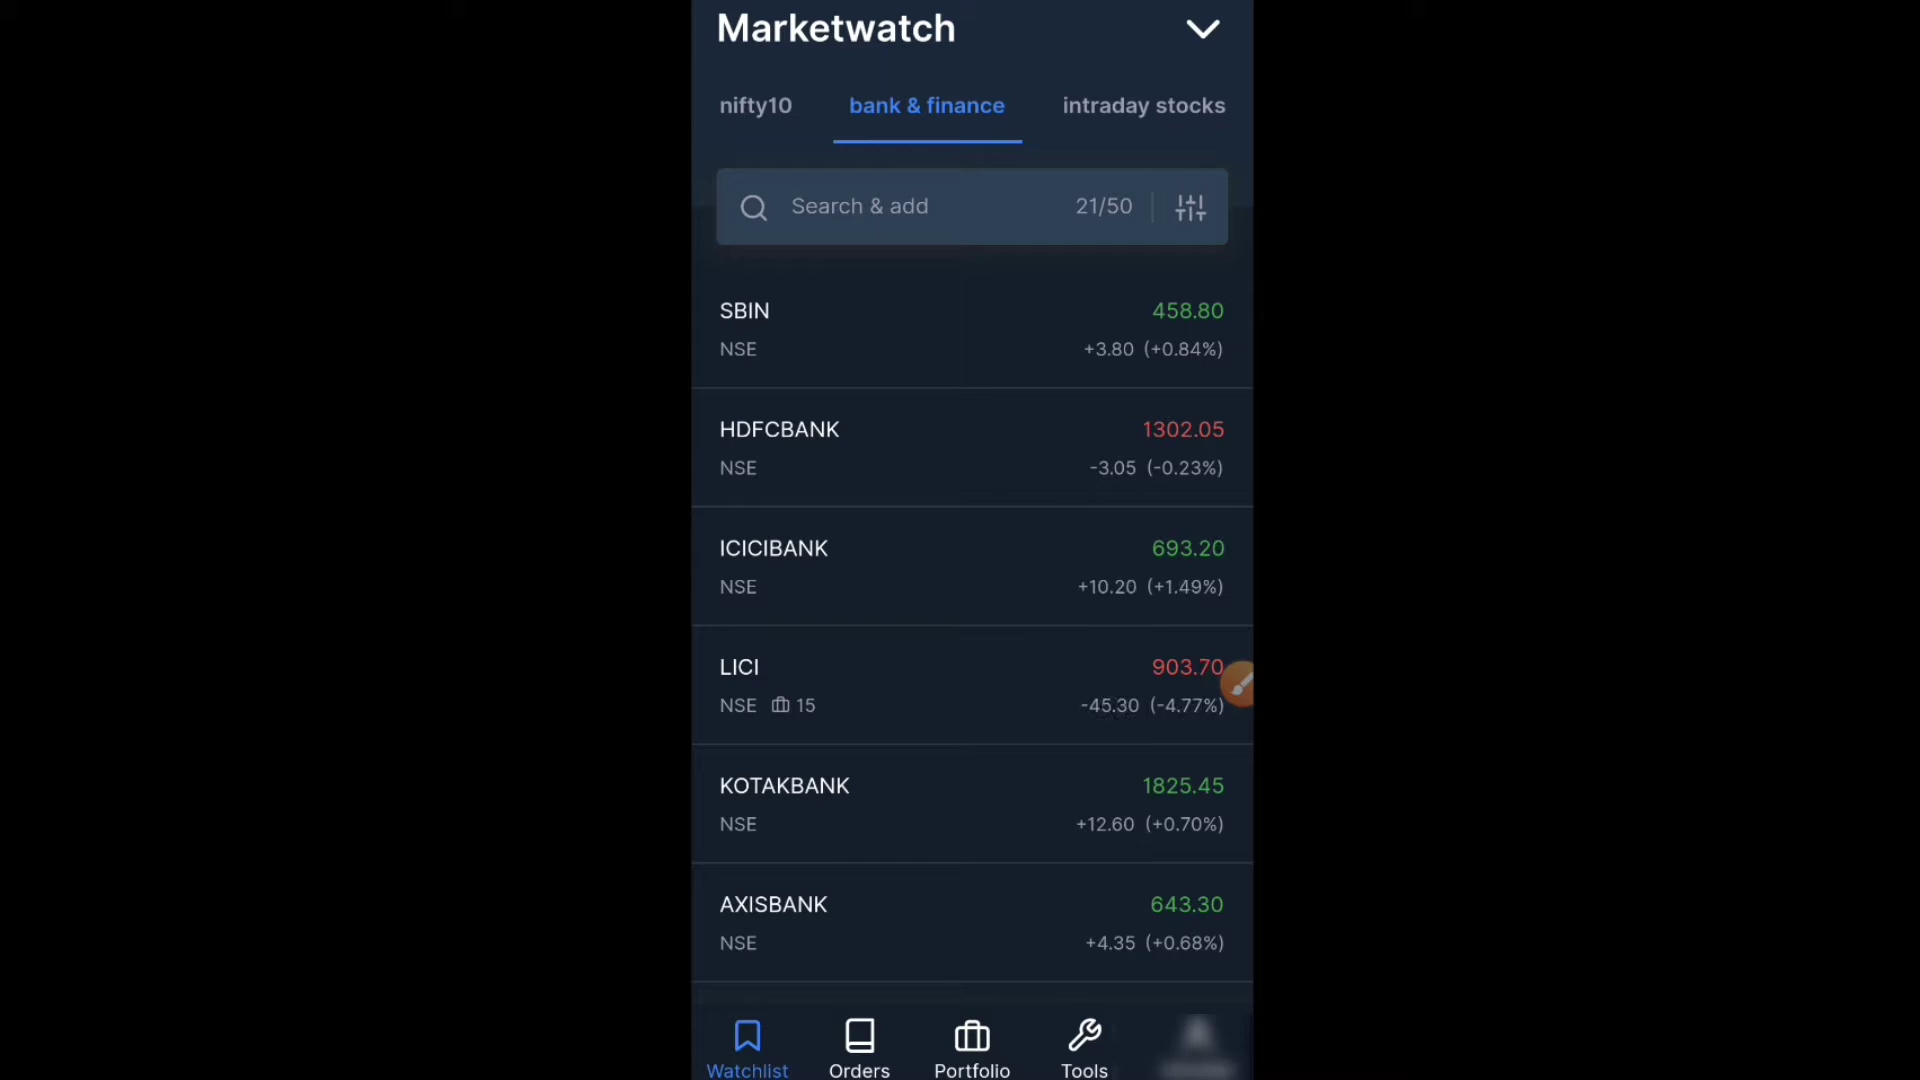 Marketwatch
nifty10 bank & finance intraday stocks
Search & add 21/50
SBIN 458.80
NSE +3.80 (+0.84%)
HDFCBANK 1302.05
NSE -3.05 (-0.23%)
ICICIBANK 693.20
NSE +10.20 (+1.49%)
LICI 903.70
NSE 15 -45.30 (-4.77%)
KOTAKBANK 1825.45
NSE +12.60 (+0.70%)
AXISBANK 643.30
NSE +4.35 (+0.68%)
Watchlist Orders Portfolio Tools